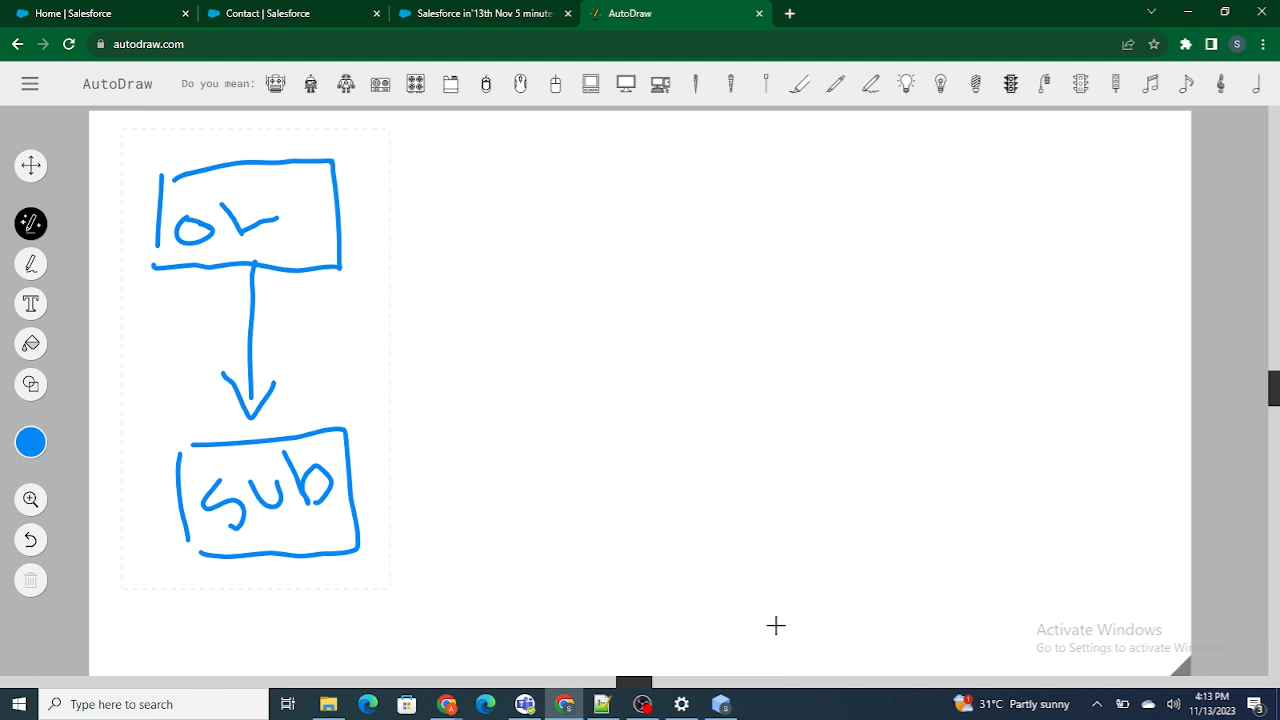 Home | Salesforce
Contact | Salesforce
Salesforce in`13th Nov 5 minute
AutoDraw
autodraw.com
S
AutoDraw
Do you mean:
or
sub
Activate Windows
Go to Settings to activate Windows.
Type here to search
31°C Partly sunny
4:13 PM
11/13/2023
3